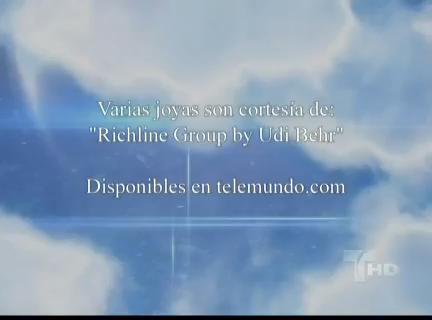 Varias joyas son cortesía de:
"Richline Group by Udi Behr"
Disponibles en telemundo.com
T HD